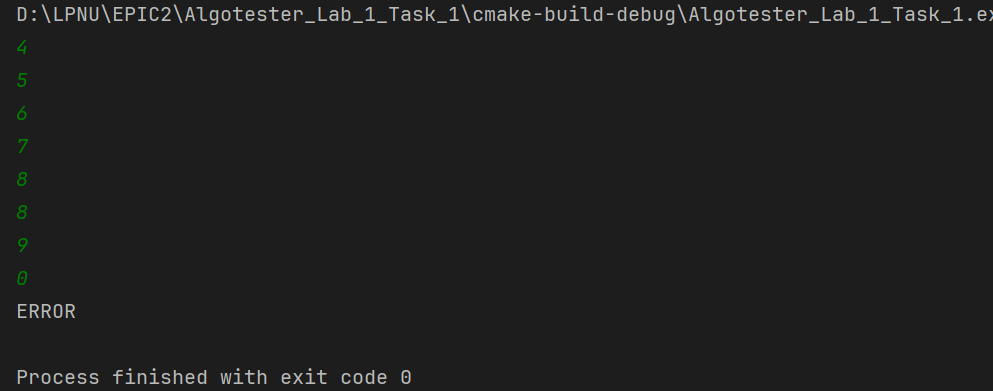 D:\LPNU\EPIC2\Algotester_Lab_1_Task_1\cmake-build-debug\Algotester_Lab_1_Task_1.ex
4
5
6
7
8
8
9
0
ERROR
Process finished with exit code 0